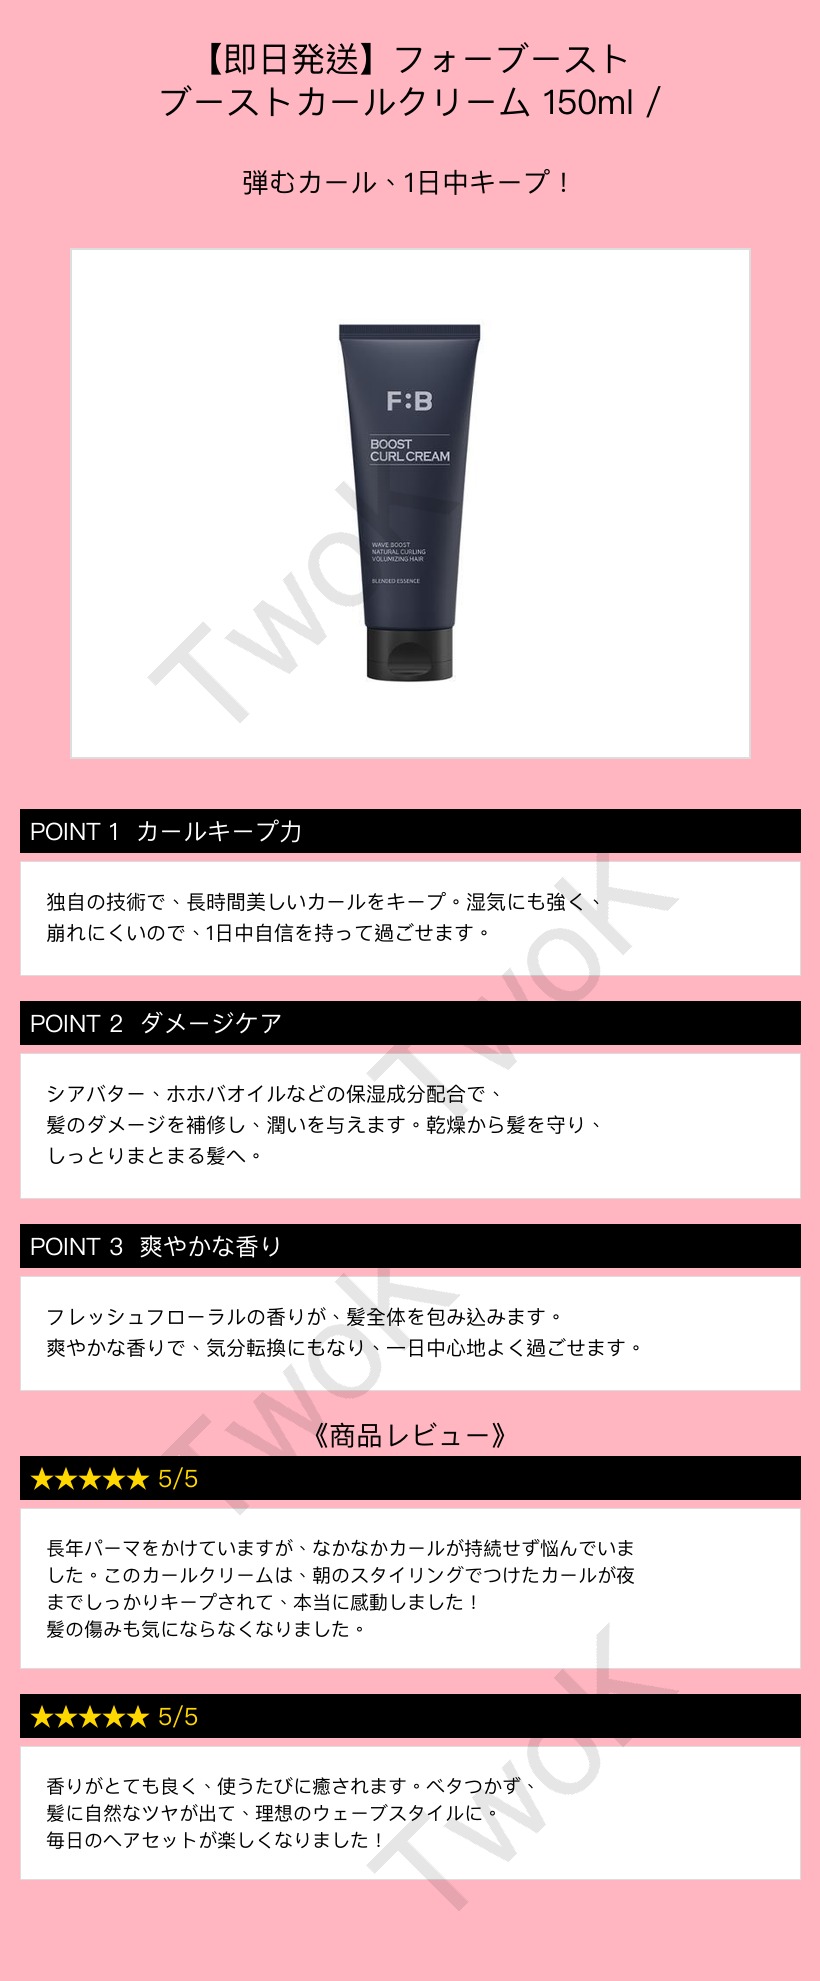 【即日発送】フォーブースト
ブーストカールクリーム 150ml /
弾むカール、1日中キープ！
F:B
BOOST
CURL CREAM
WAVE BOOST
NATURAL CURLING
VOLUMIZING HAIR
BLENDED ESSENCE
TwoK
POINT 1 カールキープ力
独自の技術で、長時間美しいカールをキープ。湿気にも強く、
崩れにくいので、1日中自信を持って過ごせます。
TwoK
POINT 2 ダメージケア
シアバター、ホホバオイルなどの保湿成分配合で、
髪のダメージを補修し、潤いを与えます。乾燥から髪を守り、
しっとりまとまる髪へ。
POINT 3 爽やかな香り
フレッシュフローラルの香りが、髪全体を包み込みます。
爽やかな香りで、気分転換にもなり、一日中心地よく過ごせます。
TwoK
《商品レビュー》
★★★★★ 5/5
長年パーマをかけていますが、なかなかカールが持続せず悩んでいま
した。このカールクリームは、朝のスタイリングでつけたカールが夜
までしっかりキープされて、本当に感動しました！
髪の傷みも気にならなくなりました。
★★★★★ 5/5
香りがとても良く、使うたびに癒されます。ベタつかず、
髪に自然なツヤが出て、理想のウェーブスタイルに。
毎日のヘアセットが楽しくなりました！
TwoK